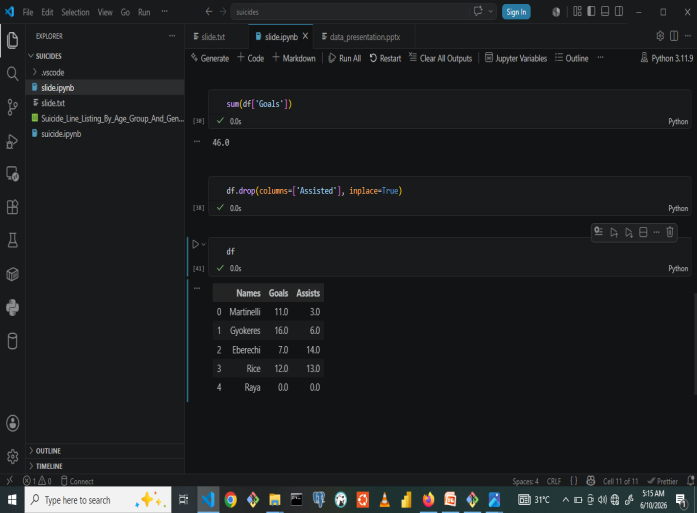 File Edit Selection View Go Run ··· suicides Sign In
EXPLORER ···
SUICIDES
.vscode
slide.ipynb
slide.txt
Suicide_Line_Listing_By_Age_Group_And_Gen...
suicide.ipynb
OUTLINE
TIMELINE
slide.txt slide.ipynb data_presentation.pptx
Generate + Code + Markdown Run All Restart Clear All Outputs Jupyter Variables Outline ··· Python 3.11.9
sum(df['Goals'])
[30] 0.0s Python
46.0
df.drop(columns=['Assisted'], inplace=True)
[38] 0.0s Python
df
[41] 0.0s Python
Names Goals Assists
0 Martinelli 11.0 3.0
1 Gyokeres 16.0 6.0
2 Eberechi 7.0 14.0
3 Rice 12.0 13.0
4 Raya 0.0 0.0
1 0 Connect Spaces: 4 CRLF { } Cell 11 of 11 Prettier
Type here to search 31°C 5:15 AM
6/10/2026